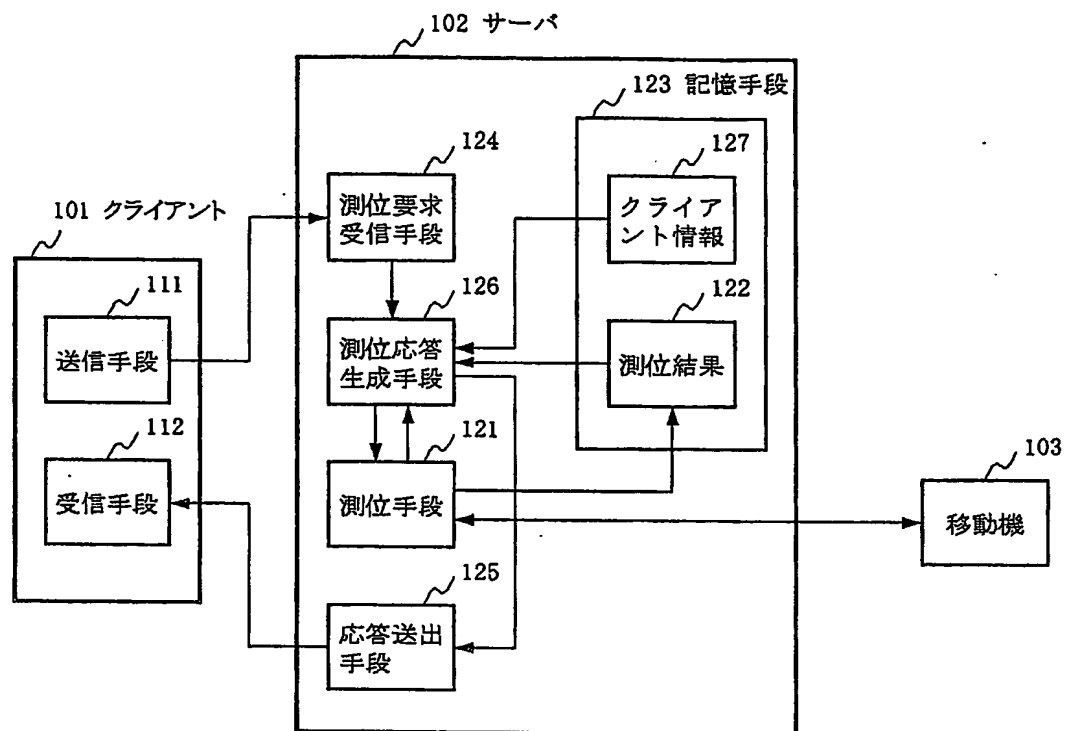 102 サーバ
123 記憶手段
124
測位要求
受信手段
127
クライア
ント情報
101 クライアント
111
送信手段
126
測位応答
生成手段
122
測位結果
112
受信手段
121
測位手段
103
移動機
125
応答送出
手段